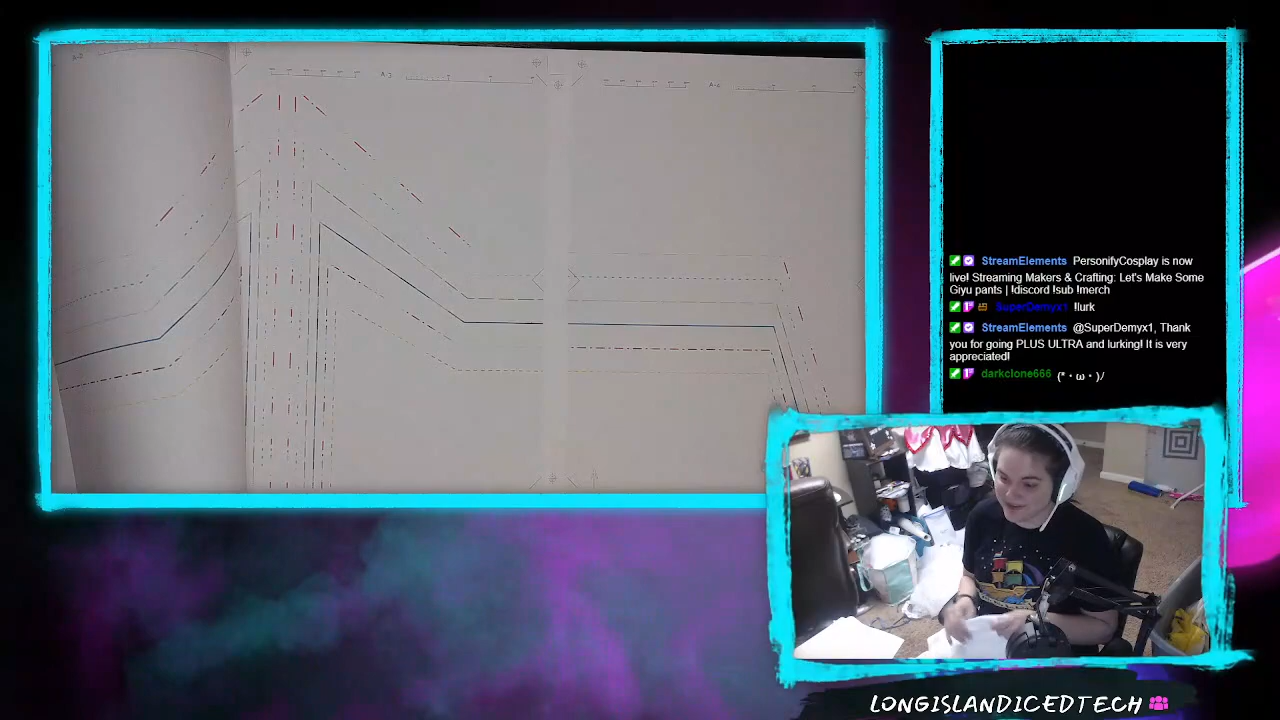 StreamElements PersonifyCosplay is now
live! Streaming Makers & Crafting: Let's Make Some
Giyu pants | !discord !sub !merch
SuperDemyx1 !lurk
StreamElements @SuperDemyx1, Thank
you for going PLUS ULTRA and lurking! It is very
appreciated!
darkclone666 (*・ω・)ﾉ
LONGISLANDICEDTECH